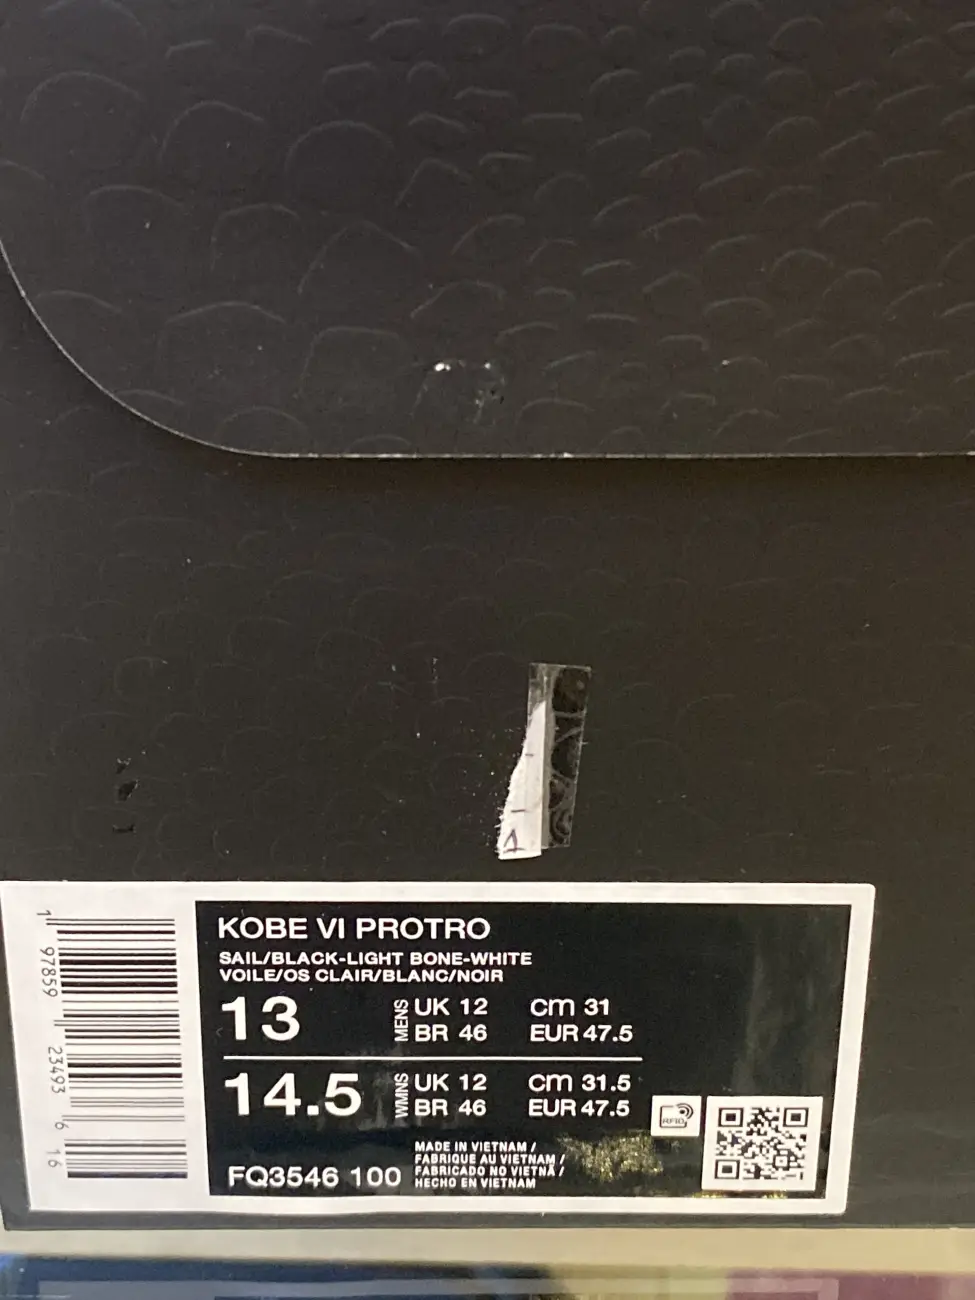 KOBE VI PROTRO
SAIL/BLACK-LIGHT BONE-WHITE
VOILE/OS CLAIR/BLANC/NOIR
13 MENS UK 12 cm 31
BR 46 EUR 47.5
14.5 WMNS UK 12 cm 31.5
BR 46 EUR 47.5
MADE IN VIETNAM /
FABRIQUE AU VIETNAM /
FABRICADO NO VIETNÃ /
HECHO EN VIETNAM
FQ3546 100
RFID
1 97859 23493 6 16